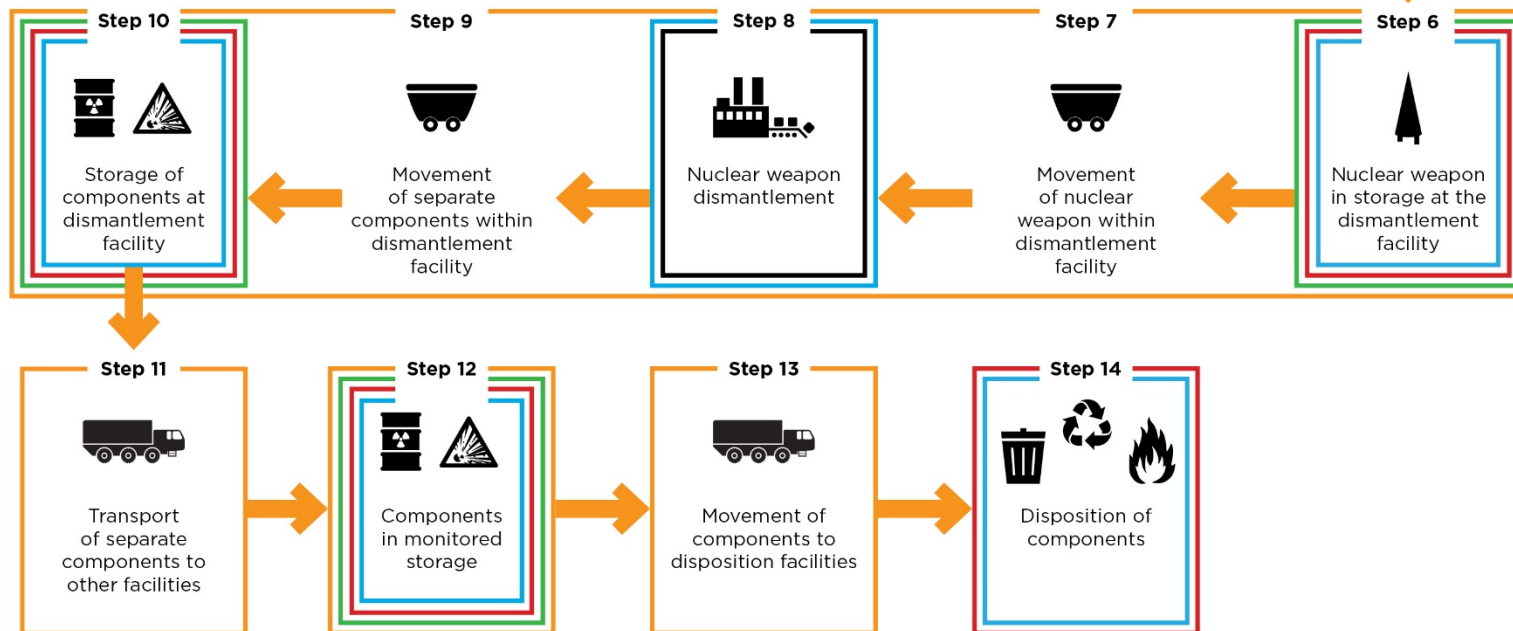 Step 10
Storage of
components at
dismantlement
facility
Step 9
Movement
of separate
components within
dismantlement
facility
Step 8
Nuclear weapon
dismantlement
Step 7
Movement
of nuclear
weapon within
dismantlement
facility
Step 6
Nuclear weapon
in storage at the
dismantlement
facility
Step 11
Transport
of separate
components to
other facilities
Step 12
Components
in monitored
storage
Step 13
Movement of
components to
disposition facilities
Step 14
Disposition of
components